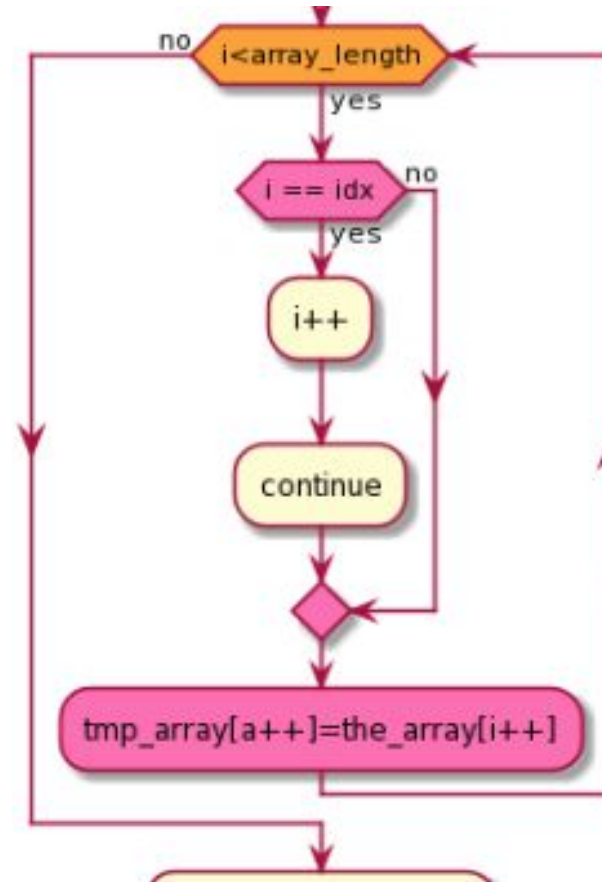 no
i<array_length
yes
i == idx
no
yes
i++
continue
tmp_array[a++]=the_array[i++]